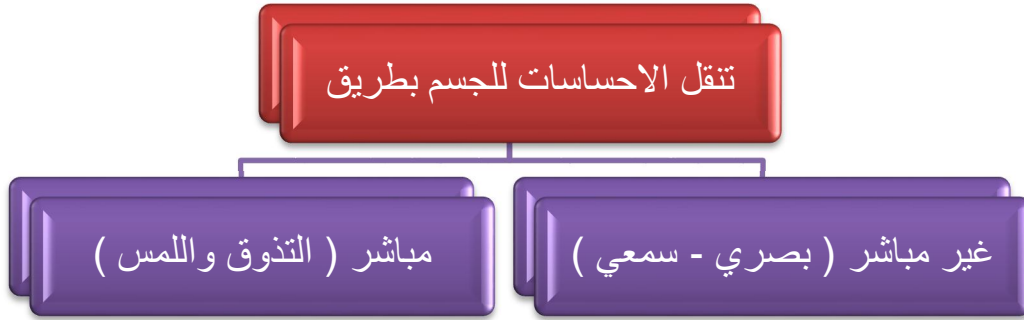 تنقل الاحساسات للجسم بطريق
غير مباشر ( بصري - سمعي )
مباشر ( التذوق واللمس )